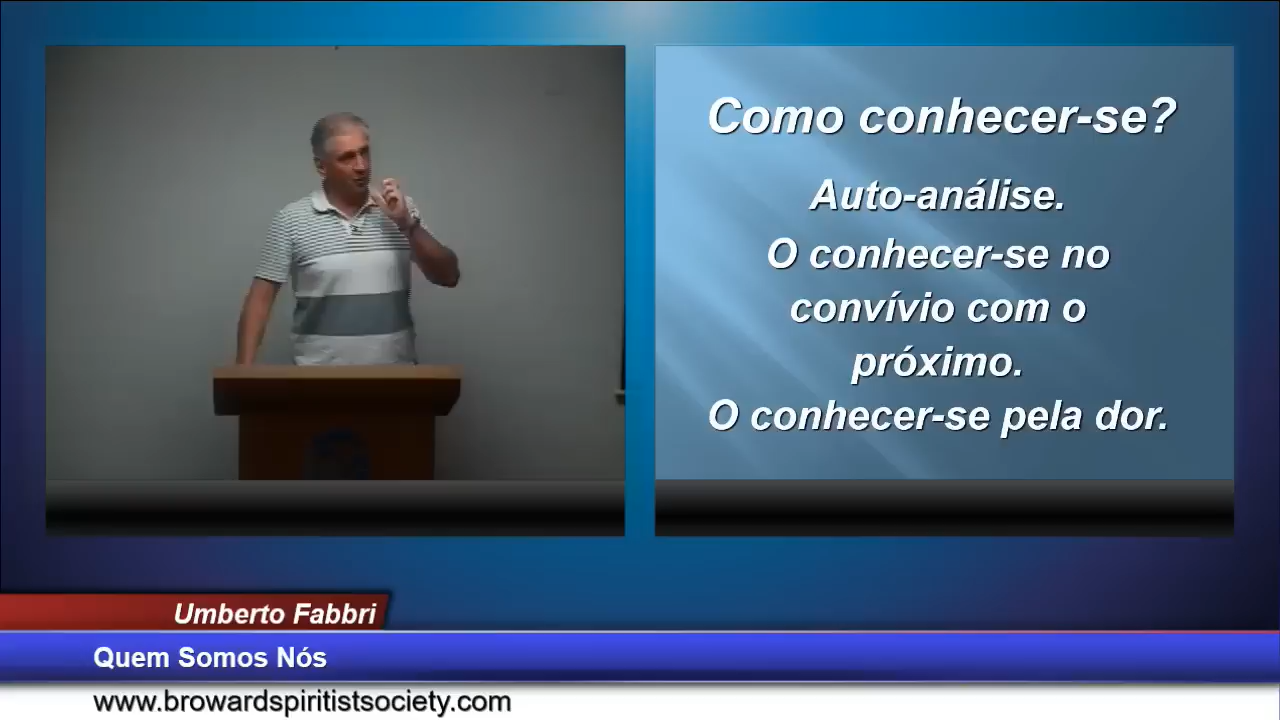 Como conhecer-se?
Auto-análise.
O conhecer-se no
convívio com o
próximo.
O conhecer-se pela dor.
Umberto Fabbri
Quem Somos Nós
www.browardspiritistsociety.com